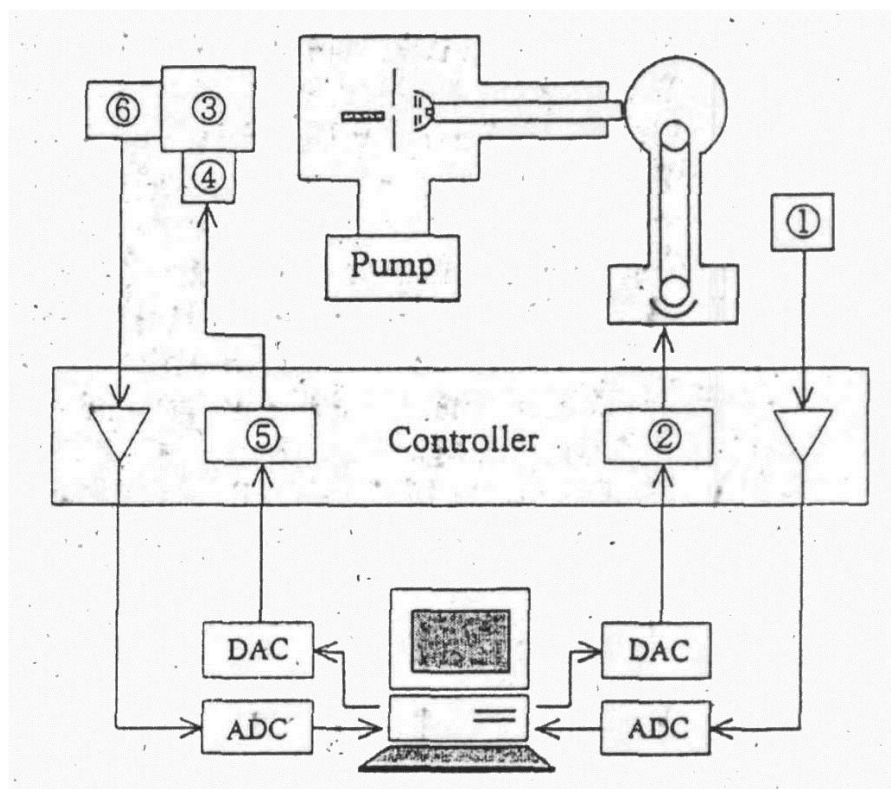 ⑥ ③
④
①
Pump
⑤ Controller ②
DAC DAC
ADC ADC